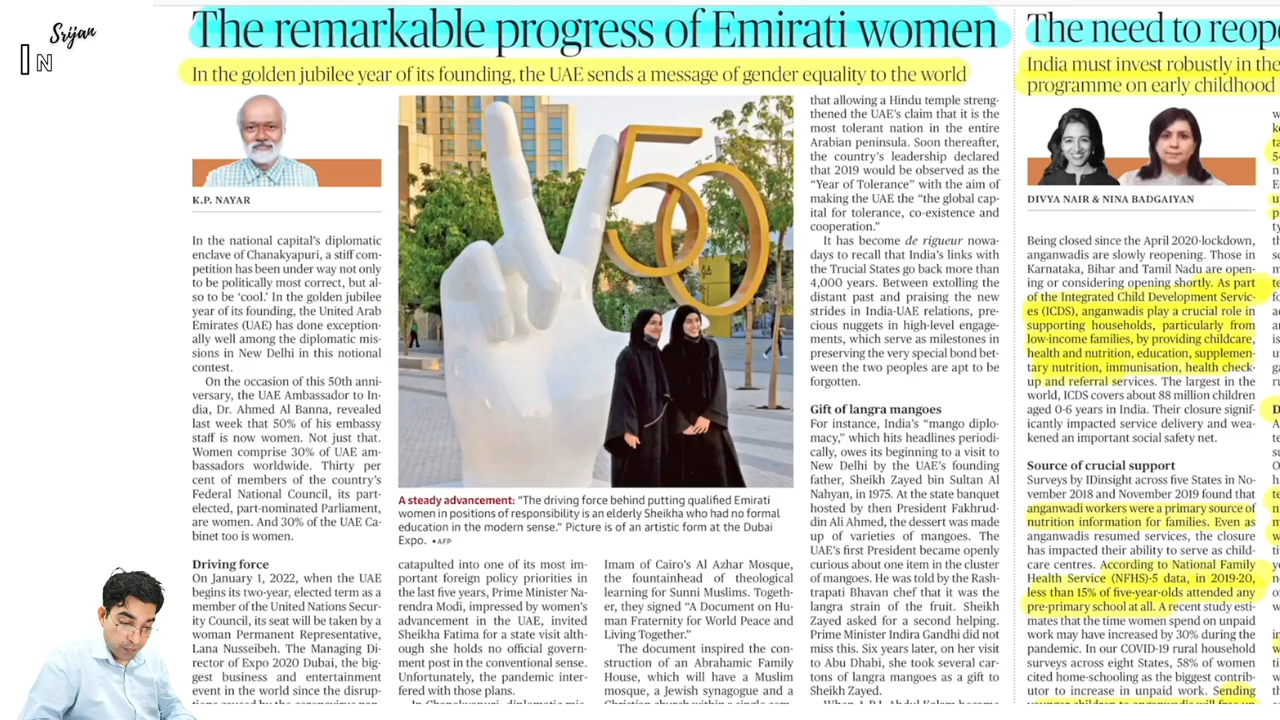 Srijan
IN
The remarkable progress of Emirati women
In the golden jubilee year of its founding, the UAE sends a message of gender equality to the world
K.P. NAYAR
In the national capital's diplomatic
enclave of Chanakyapuri, a stiff com-
petition has been under way not only
to be politically most correct, but al-
so to be 'cool.' In the golden jubilee
year of its founding, the United Arab
Emirates (UAE) has done exception-
ally well among the diplomatic mis-
sions in New Delhi in this notional
contest.
On the occasion of this 50th anni-
versary, the UAE Ambassador to In-
dia, Dr. Ahmed Al Banna, revealed
last week that 50% of his embassy
staff is now women. Not just that.
Women comprise 30% of UAE am-
bassadors worldwide. Thirty per
cent of members of the country's
Federal National Council, its part-
elected, part-nominated Parliament,
are women. And 30% of the UAE Ca-
binet too is women.
Driving force
On January 1, 2022, when the UAE
begins its two-year, elected term as a
member of the United Nations Secur-
ity Council, its seat will be taken by a
woman Permanent Representative,
Lana Nusseibeh. The Managing Di-
rector of Expo 2020 Dubai, the big-
gest business and entertainment
event in the world since the disrup-
tions caused by the coronavirus pan-
50
A steady advancement: "The driving force behind putting qualified Emirati
women in positions of responsibility is an elderly Sheikha who had no formal
education in the modern sense." Picture is of an artistic form at the Dubai
Expo. • AFP
catapulted into one of its most im-
portant foreign policy priorities in
the last five years, Prime Minister Na-
rendra Modi, impressed by women's
advancement in the UAE, invited
Sheikha Fatima for a state visit alth-
ough she holds no official govern-
ment post in the conventional sense.
Unfortunately, the pandemic inter-
fered with those plans.
In Chanakyapuri, diplomatic mis-
Imam of Cairo's Al Azhar Mosque,
the fountainhead of theological
learning for Sunni Muslims. Togeth-
er, they signed "A Document on Hu-
man Fraternity for World Peace and
Living Together."
The document inspired the con-
struction of an Abrahamic Family
House, which will have a Muslim
mosque, a Jewish synagogue and a
Christian church within a single com-
that allowing a Hindu temple streng-
thened the UAE's claim that it is the
most tolerant nation in the entire
Arabian peninsula. Soon thereafter,
the country's leadership declared
that 2019 would be observed as the
"Year of Tolerance" with the aim of
making the UAE the "the global cap-
ital for tolerance, co-existence and
cooperation."
It has become de rigueur nowa-
days to recall that India's links with
the Trucial States go back more than
4,000 years. Between extolling the
distant past and praising the new
strides in India-UAE relations, pre-
cious nuggets in high-level engage-
ments, which serve as milestones in
preserving the very special bond bet-
ween the two peoples are apt to be
forgotten.
Gift of langra mangoes
For instance, India's "mango diplo-
macy," which hits headlines periodi-
cally, owes its beginning to a visit to
New Delhi by the UAE's founding
father, Sheikh Zayed bin Sultan Al
Nahyan, in 1975. At the state banquet
hosted by then President Fakhrud-
din Ali Ahmed, the dessert was made
up of varieties of mangoes. The
UAE's first President became openly
curious about one item in the cluster
of mangoes. He was told by the Rash-
trapati Bhavan chef that it was the
langra strain of the fruit. Sheikh
Zayed asked for a second helping.
Prime Minister Indira Gandhi did not
miss this. Six years later, on her visit
to Abu Dhabi, she took several car-
tons of langra mangoes as a gift to
Sheikh Zayed.
When A.P.J. Abdul Kalam became
The need to reop
India must invest robustly in the
programme on early childhood
DIVYA NAIR & NINA BADGAIYAN
Being closed since the April 2020-lockdown,
anganwadis are slowly reopening. Those in
Karnataka, Bihar and Tamil Nadu are open-
ing or considering opening shortly. As part
of the Integrated Child Development Servic-
es (ICDS), anganwadis play a crucial role in
supporting households, particularly from
low-income families, by providing childcare,
health and nutrition, education, supplemen-
tary nutrition, immunisation, health check-
up and referral services. The largest in the
world, ICDS covers about 88 million children
aged 0-6 years in India. Their closure signif-
icantly impacted service delivery and wea-
kened an important social safety net.
Source of crucial support
Surveys by IDinsight across five States in No-
vember 2018 and November 2019 found that
anganwadi workers were a primary source of
nutrition information for families. Even as
anganwadis resumed services, the closure
has impacted their ability to serve as child-
care centres. According to National Family
Health Service (NFHS)-5 data, in 2019-20,
less than 15% of five-year-olds attended any
pre-primary school at all. A recent study esti-
mates that the time women spend on unpaid
work may have increased by 30% during the
pandemic. In our COVID-19 rural household
surveys across eight States, 58% of women
cited home-schooling as the biggest contrib-
utor to increase in unpaid work. Sending